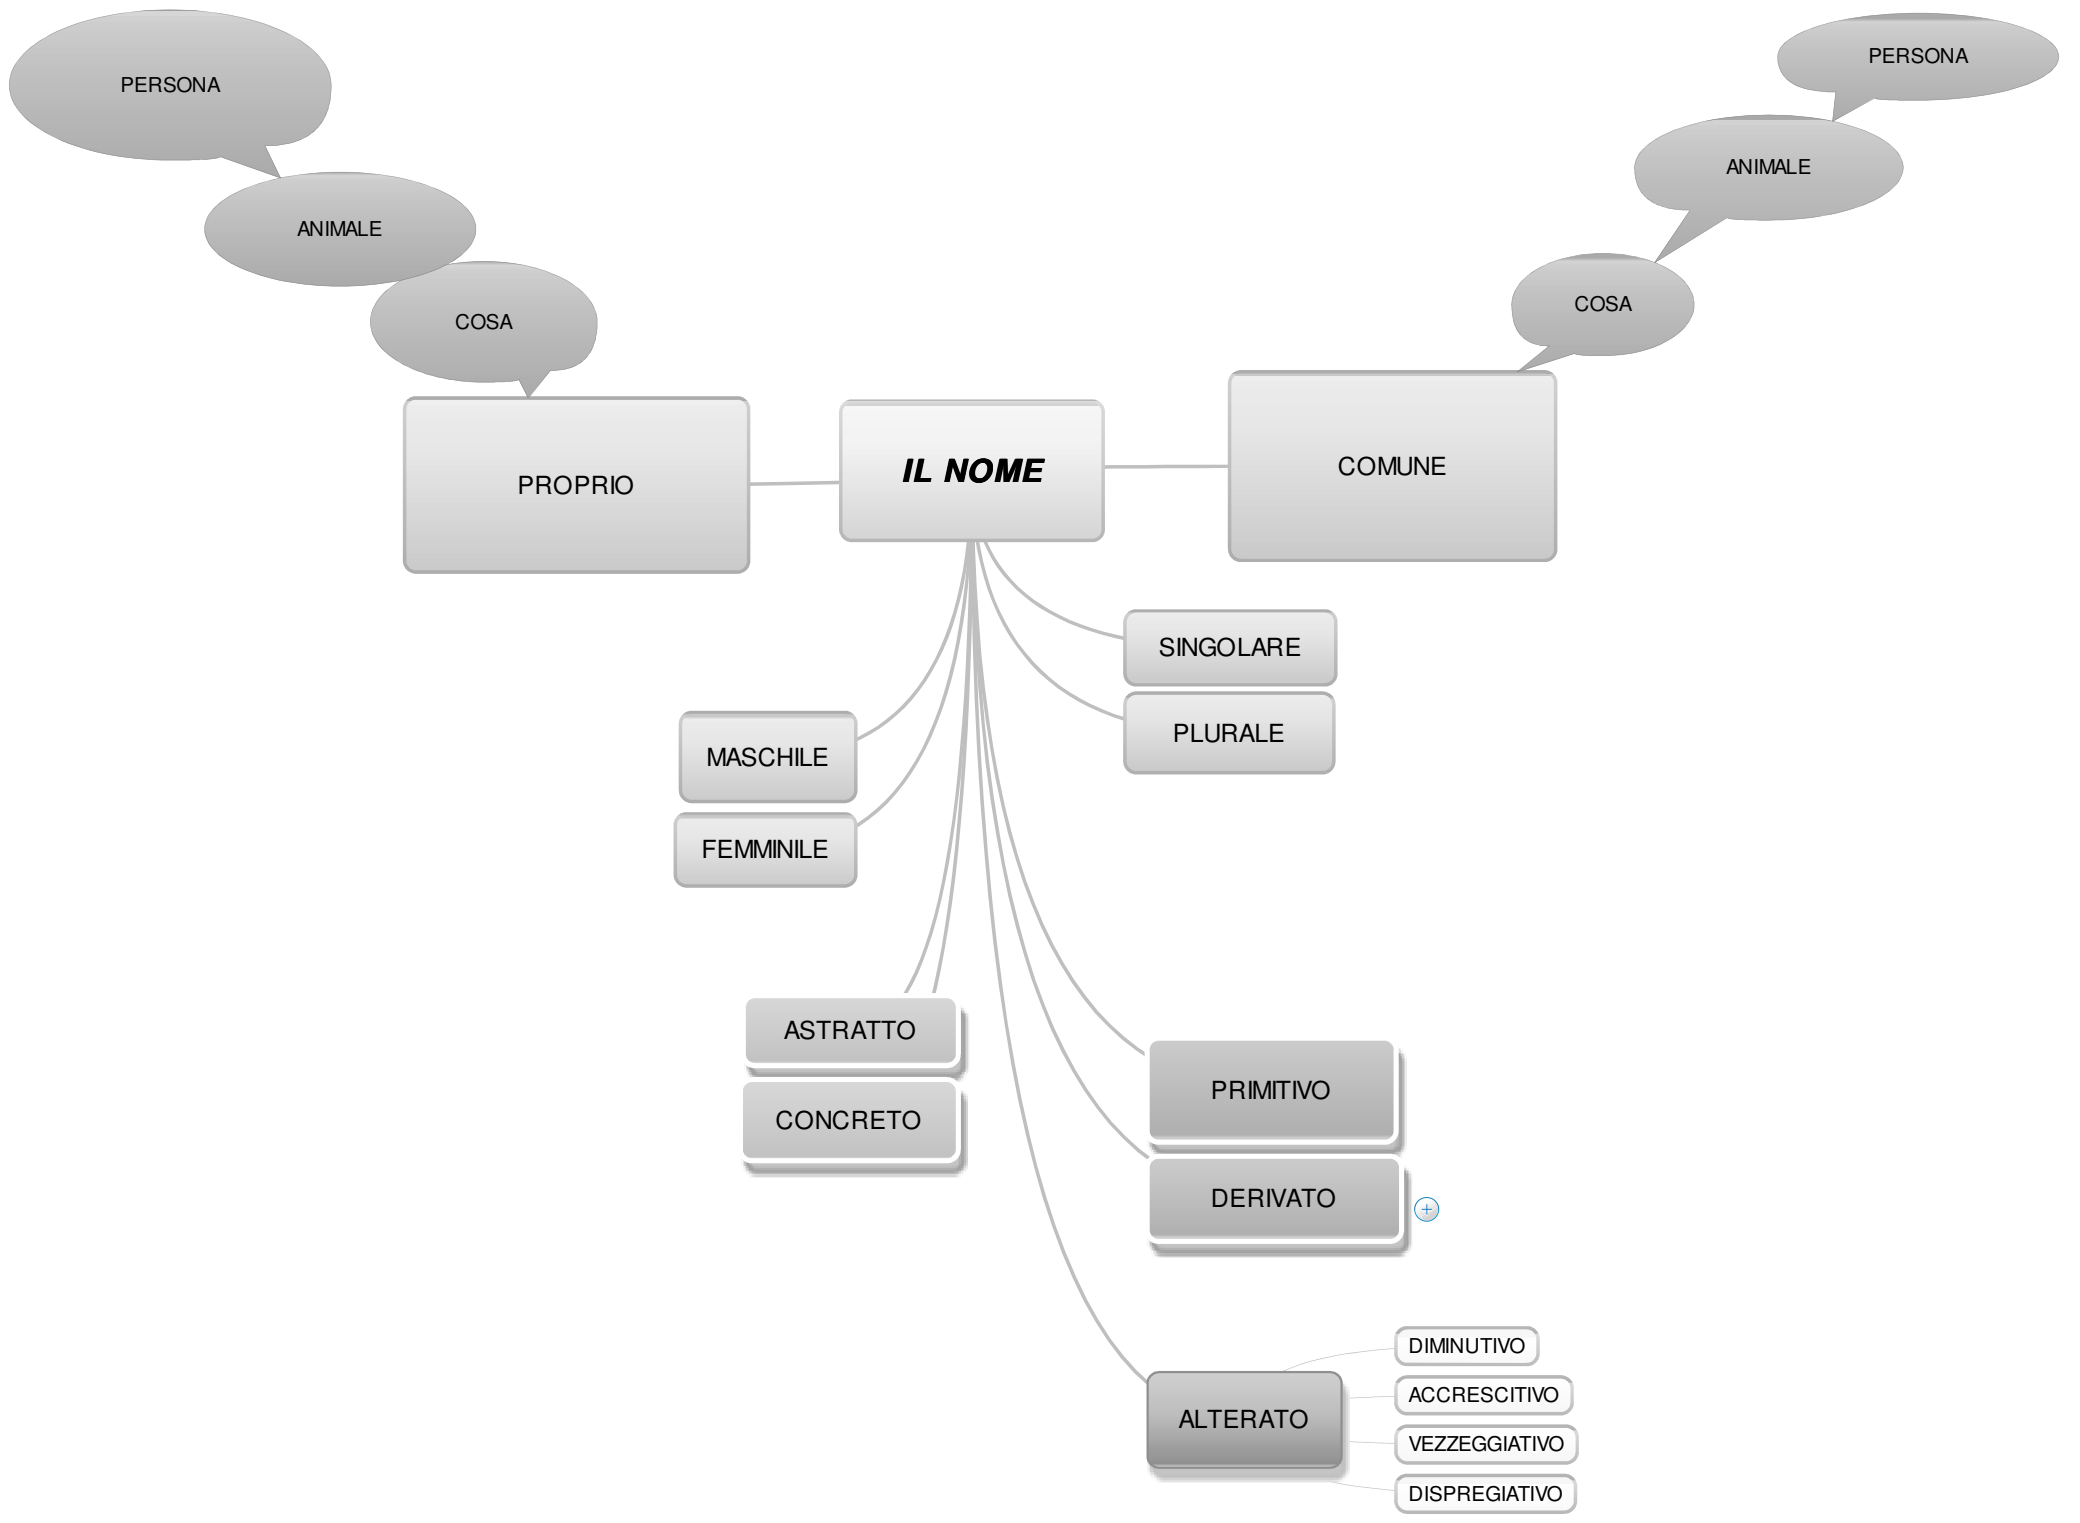 PERSONA
PERSONA
ANIMALE
ANIMALE
COSA
COSA
PROPRIO
IL NOME
COMUNE
SINGOLARE
PLURALE
MASCHILE
FEMMINILE
ASTRATTO
CONCRETO
PRIMITIVO
DERIVATO
ALTERATO
DIMINUTIVO
ACCRESCITIVO
VEZZEGGIATIVO
DISPREGIATIVO